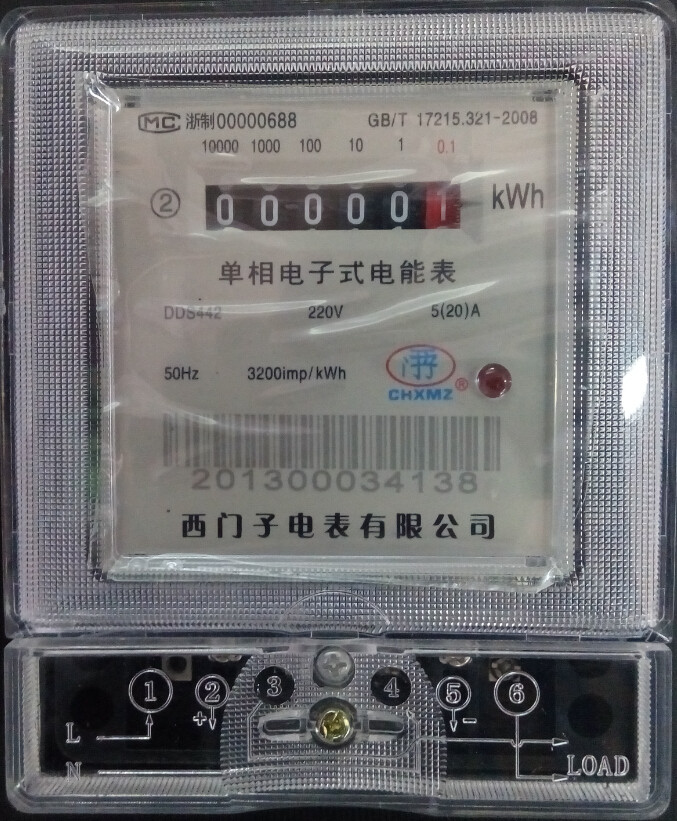 MC 浙制00000688 GB/T 17215.321-2008
10000 1000 100 10 1 0.1
② 0 0 0 0 0 1 kWh
单相电子式电能表
DDS442 220V 5(20)A
50Hz 3200imp/kWh
CHXMZ ®
201300034138
西门子电表有限公司
① ② ③ ④ ⑤ ⑥
+ -
L
N LOAD